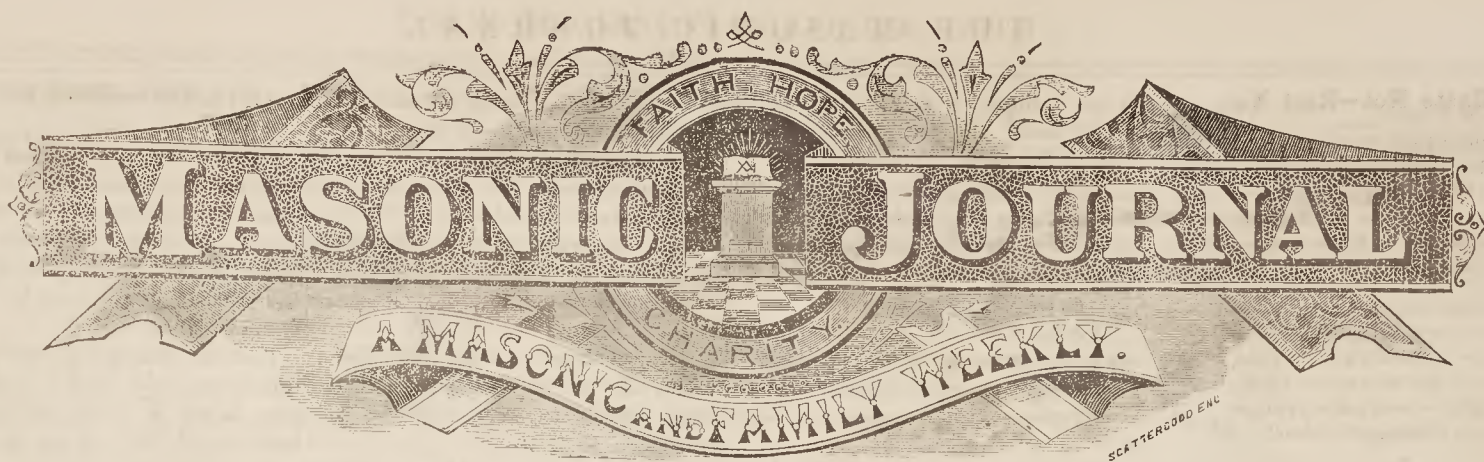 FAITH, HOPE
MASONIC JOURNAL
CHARITY
A MASONIC AND FAMILY WEEKLY.
SCATTERGOOD ENG